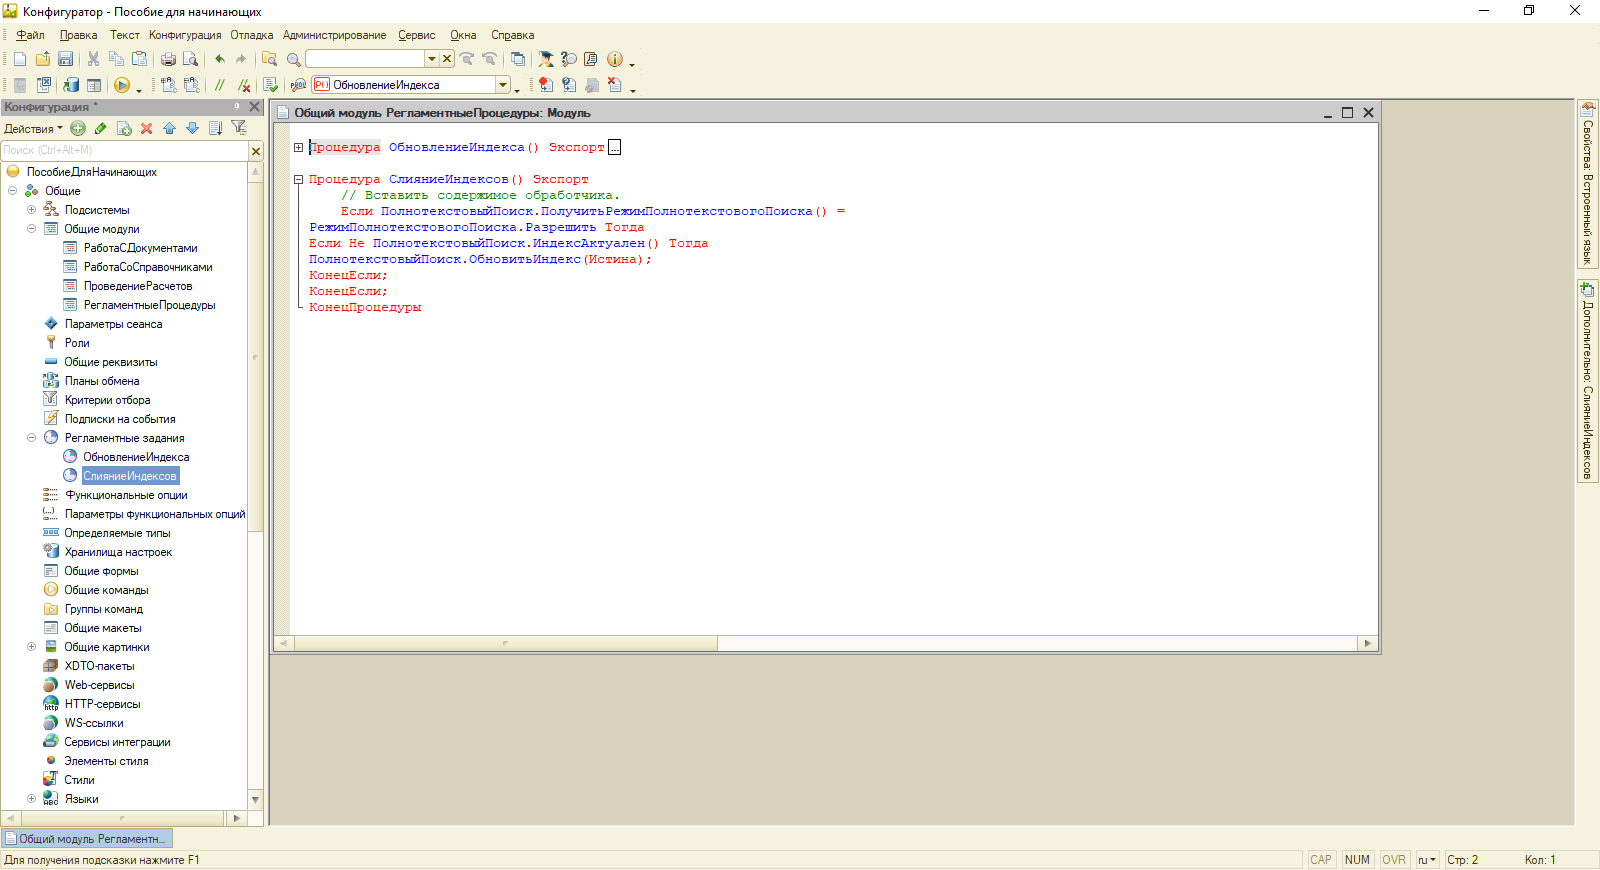 Конфигуратор - Пособие для начинающих
Файл Правка Текст Конфигурация Отладка Администрирование Сервис Окна Справка
ОбновлениеИндекса
Конфигурация *
Действия
Поиск (Ctrl+Alt+M)
ПособиеДляНачинающих
Общие
Подсистемы
Общие модули
РаботаСДокументами
РаботаСоСправочниками
ПроведениеРасчетов
РегламентныеПроцедуры
Параметры сеанса
Роли
Общие реквизиты
Планы обмена
Критерии отбора
Подписки на события
Регламентные задания
ОбновлениеИндекса
СлияниеИндексов
Функциональные опции
Параметры функциональных опций
Определяемые типы
Хранилища настроек
Общие формы
Общие команды
Группы команд
Общие макеты
Общие картинки
XDTO-пакеты
Web-сервисы
HTTP-сервисы
WS-ссылки
Сервисы интеграции
Элементы стиля
Стили
Языки
Общий модуль РегламентныеПроцедуры: Модуль
Процедура ОбновлениеИндекса() Экспорт...
Процедура СлияниеИндексов() Экспорт
// Вставить содержимое обработчика.
Если ПолнотекстовыйПоиск.ПолучитьРежимПолнотекстовогоПоиска() =
РежимПолнотекстовогоПоиска.Разрешить Тогда
Если Не ПолнотекстовыйПоиск.ИндексАктуален() Тогда
ПолнотекстовыйПоиск.ОбновитьИндекс(Истина);
КонецЕсли;
КонецЕсли;
КонецПроцедуры
Свойства: Встроенный язык
Дополнительно: СлияниеИндексов
Общий модуль Регламентн...
Для получения подсказки нажмите F1
CAP NUM OVR ru Стр: 2 Кол: 1